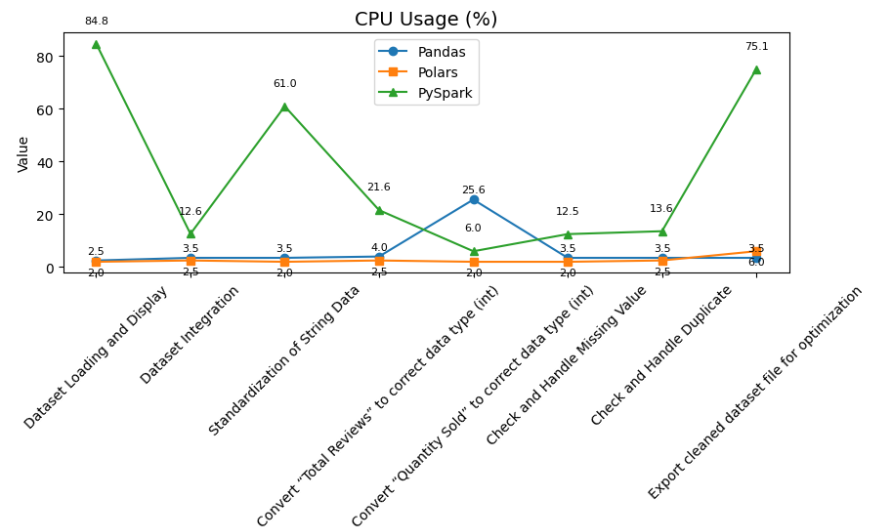 CPU Usage (%)
84.8
12.6
61.0
21.6
6.0
12.5
13.6
75.1
2.5
3.5
3.5
4.0
25.6
3.5
3.5
3.5
2.0
2.5
2.0
2.5
2.0
2.0
2.5
6.0
Pandas
Polars
PySpark
Value
80
60
40
20
0
Dataset Loading and Display
Dataset Integration
Standardization of String Data
Convert “Total Reviews” to correct data type (int)
Convert “Quantity Sold” to correct data type (int)
Check and Handle Missing Value
Check and Handle Duplicate
Export cleaned dataset file for optimization